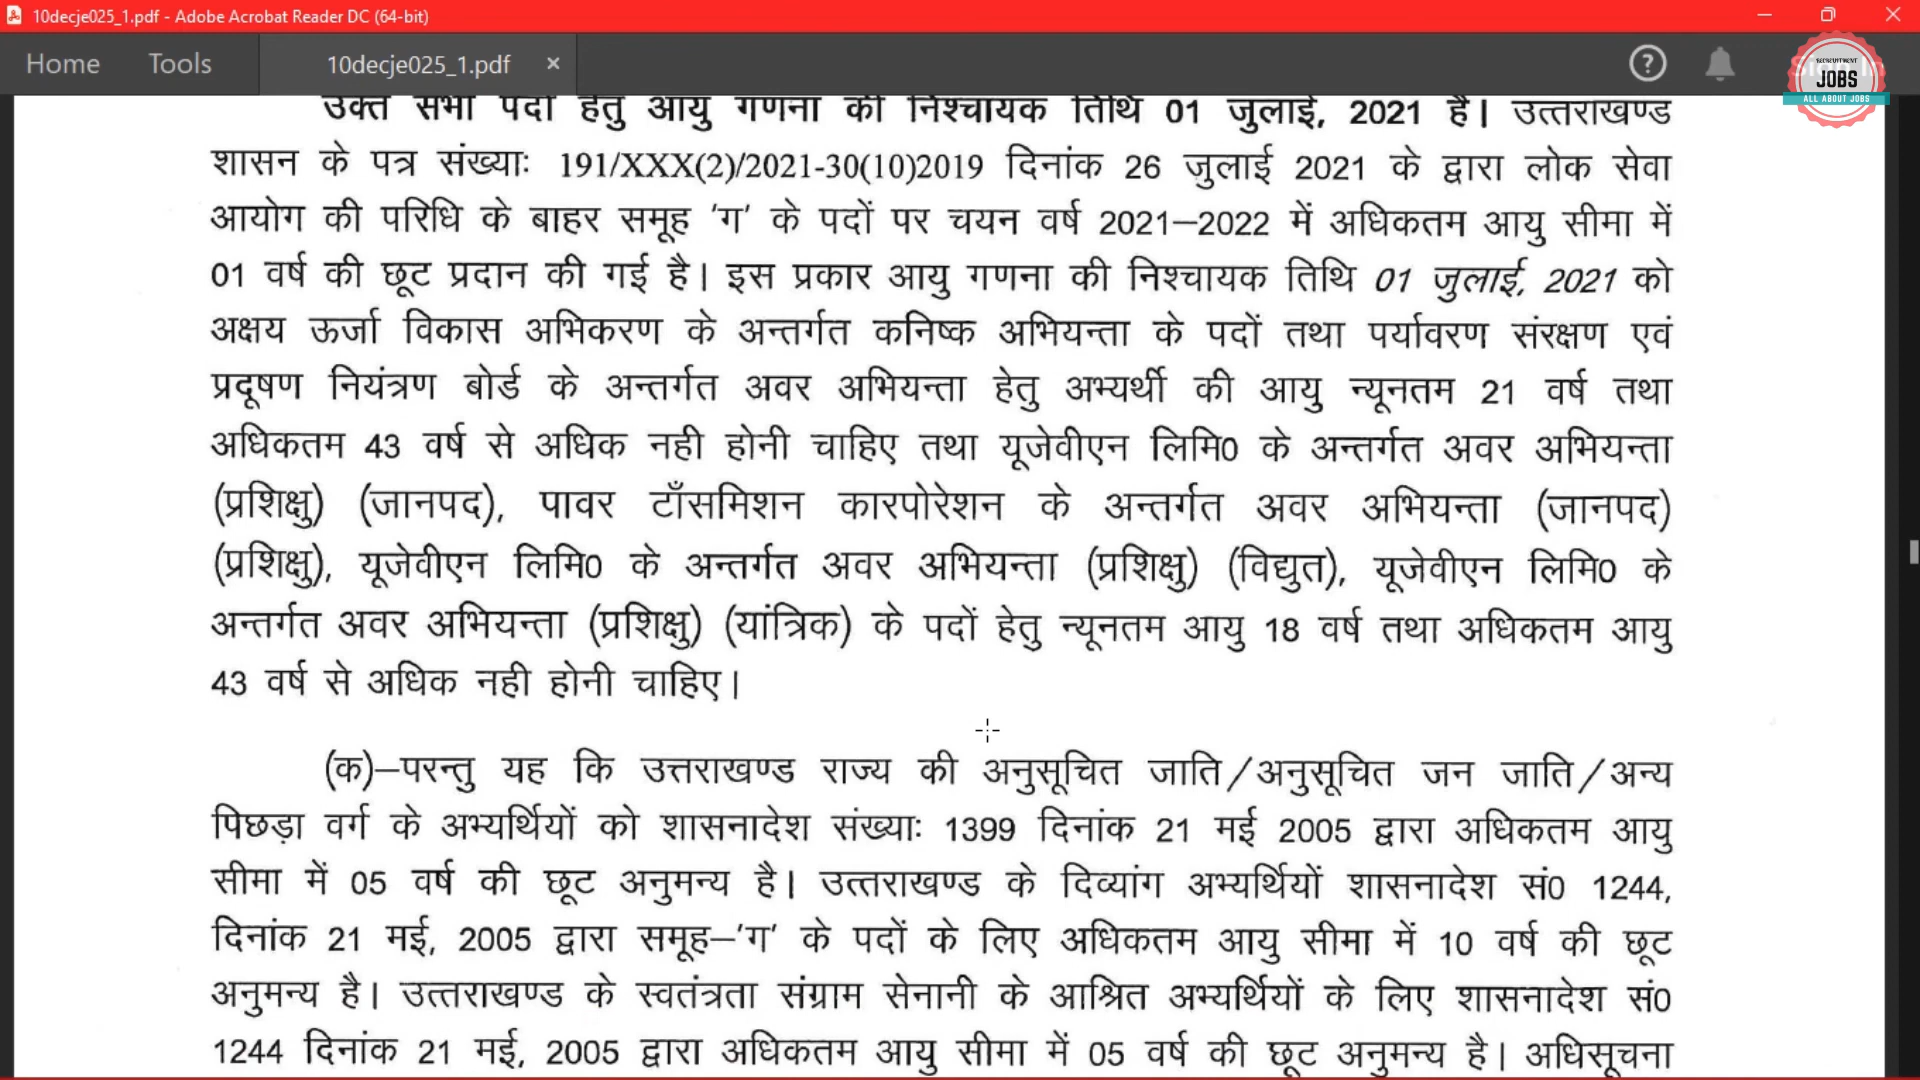 10decje025_1.pdf - Adobe Acrobat Reader DC (64-bit)
Home Tools 10decje025_1.pdf
RECRUITMENT
JOBS
ALL ABOUT JOBS
उक्त सभी पदों हेतु आयु गणना की निश्चायक तिथि 01 जुलाई, 2021 है। उत्तराखण्ड
शासन के पत्र संख्याः 191/XXX(2)/2021-30(10)2019 दिनांक 26 जुलाई 2021 के द्वारा लोक सेवा
आयोग की परिधि के बाहर समूह 'ग' के पदों पर चयन वर्ष 2021–2022 में अधिकतम आयु सीमा में
01 वर्ष की छूट प्रदान की गई है। इस प्रकार आयु गणना की निश्चायक तिथि 01 जुलाई, 2021 को
अक्षय ऊर्जा विकास अभिकरण के अन्तर्गत कनिष्क अभियन्ता के पदों तथा पर्यावरण संरक्षण एवं
प्रदूषण नियंत्रण बोर्ड के अन्तर्गत अवर अभियन्ता हेतु अभ्यर्थी की आयु न्यूनतम 21 वर्ष तथा
अधिकतम 43 वर्ष से अधिक नही होनी चाहिए तथा यूजेवीएन लिमि0 के अन्तर्गत अवर अभियन्ता
(प्रशिक्षु) (जानपद), पावर टाँसमिशन कारपोरेशन के अन्तर्गत अवर अभियन्ता (जानपद)
(प्रशिक्षु), यूजेवीएन लिमि0 के अन्तर्गत अवर अभियन्ता (प्रशिक्षु) (विद्युत), यूजेवीएन लिमि0 के
अन्तर्गत अवर अभियन्ता (प्रशिक्षु) (यांत्रिक) के पदों हेतु न्यूनतम आयु 18 वर्ष तथा अधिकतम आयु
43 वर्ष से अधिक नही होनी चाहिए।
(क)–परन्तु यह कि उत्तराखण्ड राज्य की अनुसूचित जाति/अनुसूचित जन जाति/अन्य
पिछड़ा वर्ग के अभ्यर्थियों को शासनादेश संख्याः 1399 दिनांक 21 मई 2005 द्वारा अधिकतम आयु
सीमा में 05 वर्ष की छूट अनुमन्य है। उत्तराखण्ड के दिव्यांग अभ्यर्थियों शासनादेश सं0 1244,
दिनांक 21 मई, 2005 द्वारा समूह–'ग' के पदों के लिए अधिकतम आयु सीमा में 10 वर्ष की छूट
अनुमन्य है। उत्तराखण्ड के स्वतंत्रता संग्राम सेनानी के आश्रित अभ्यर्थियों के लिए शासनादेश सं0
1244 दिनांक 21 मई, 2005 द्वारा अधिकतम आयु सीमा में 05 वर्ष की छूट अनुमन्य है। अधिसूचना